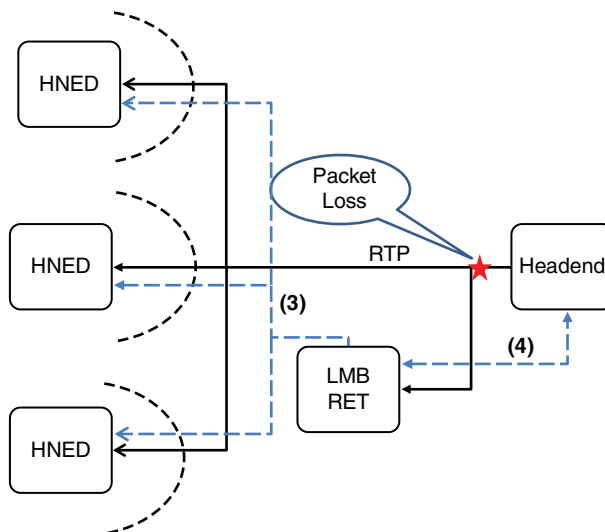 HNED
Packet
Loss
RTP
HNED
Headend
(3)
(4)
LMB
RET
HNED